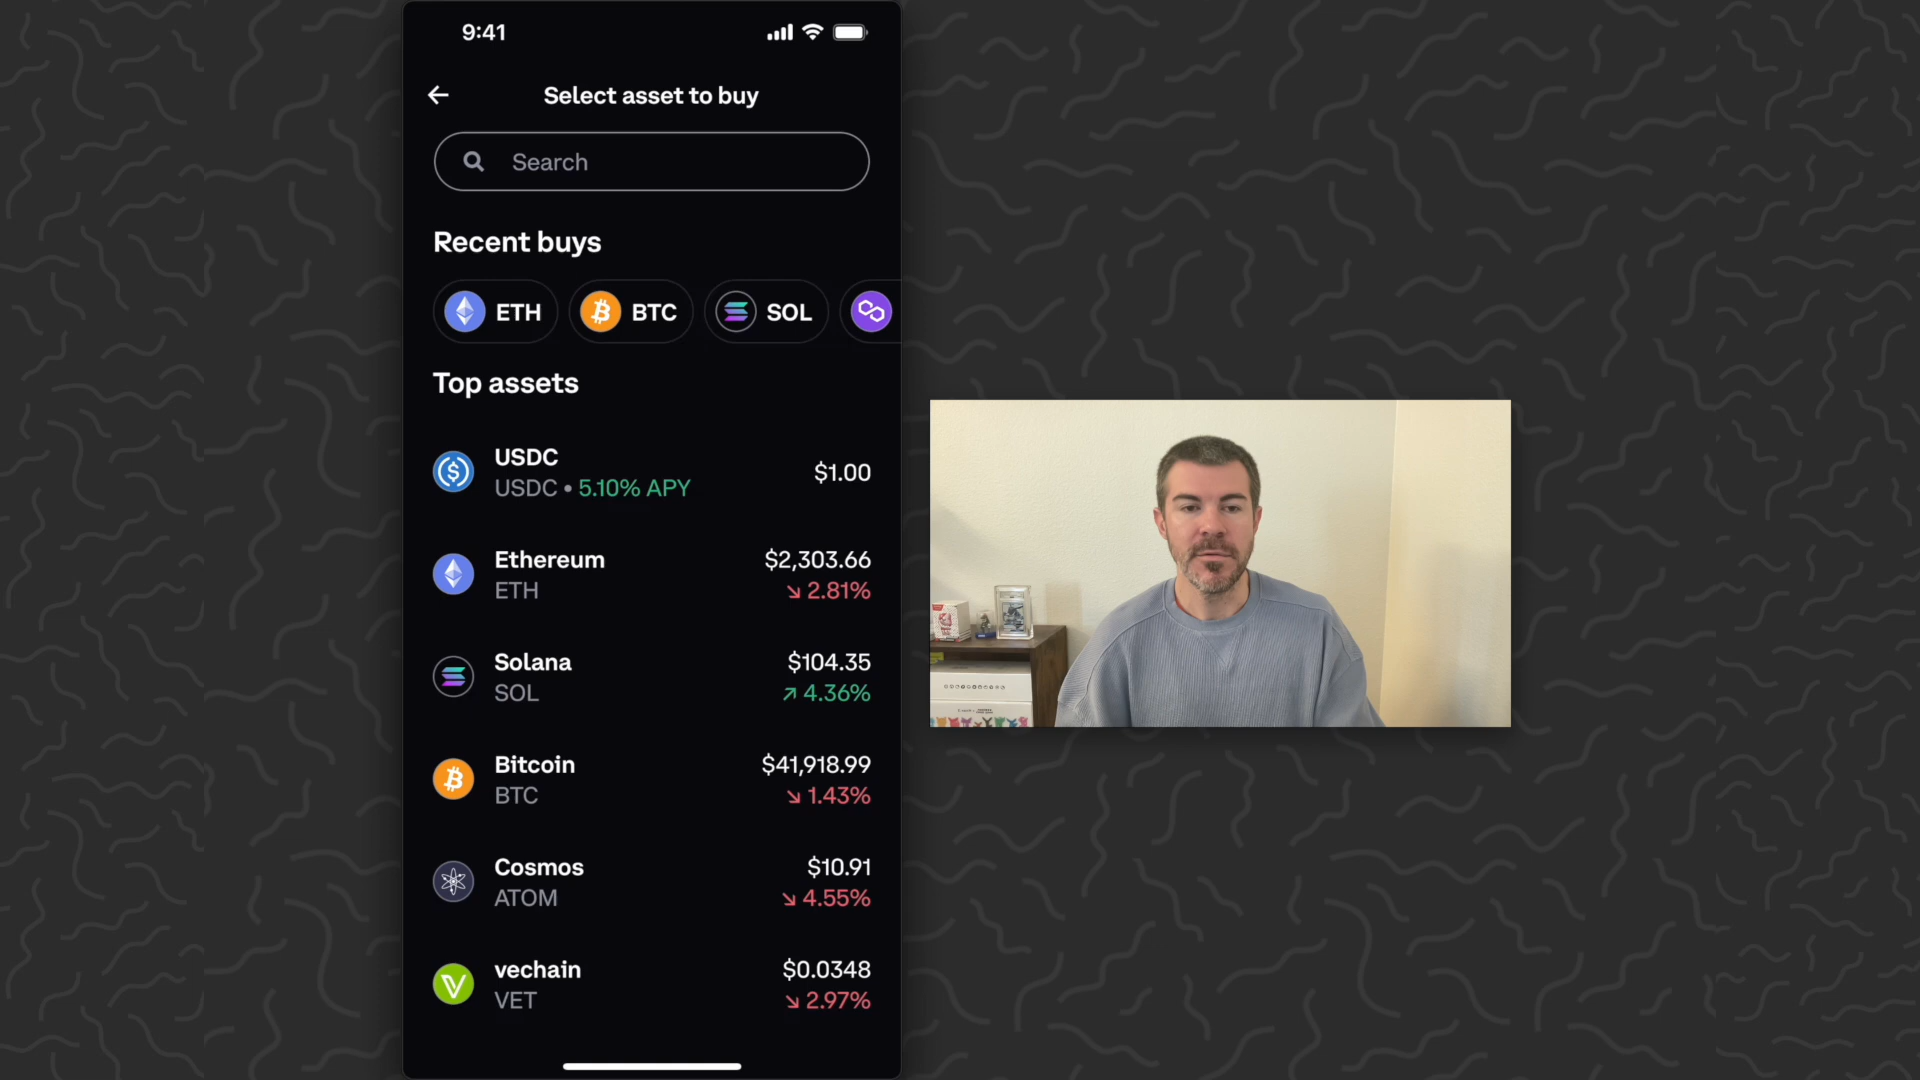 9:41
Select asset to buy
Search
Recent buys
ETH
BTC
SOL
Top assets
USDC
$1.00
USDC • 5.10% APY
Ethereum
$2,303.66
ETH
↘ 2.81%
Solana
$104.35
SOL
↗ 4.36%
Bitcoin
$41,918.99
BTC
↘ 1.43%
Cosmos
$10.91
ATOM
↘ 4.55%
vechain
$0.0348
VET
↘ 2.97%